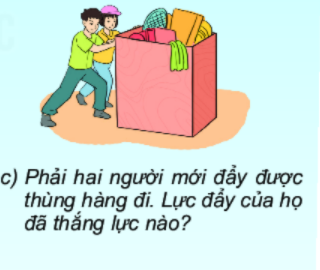 c) Phải hai người mới đẩy được
thùng hàng đi. Lực đẩy của họ
đã thắng lực nào?